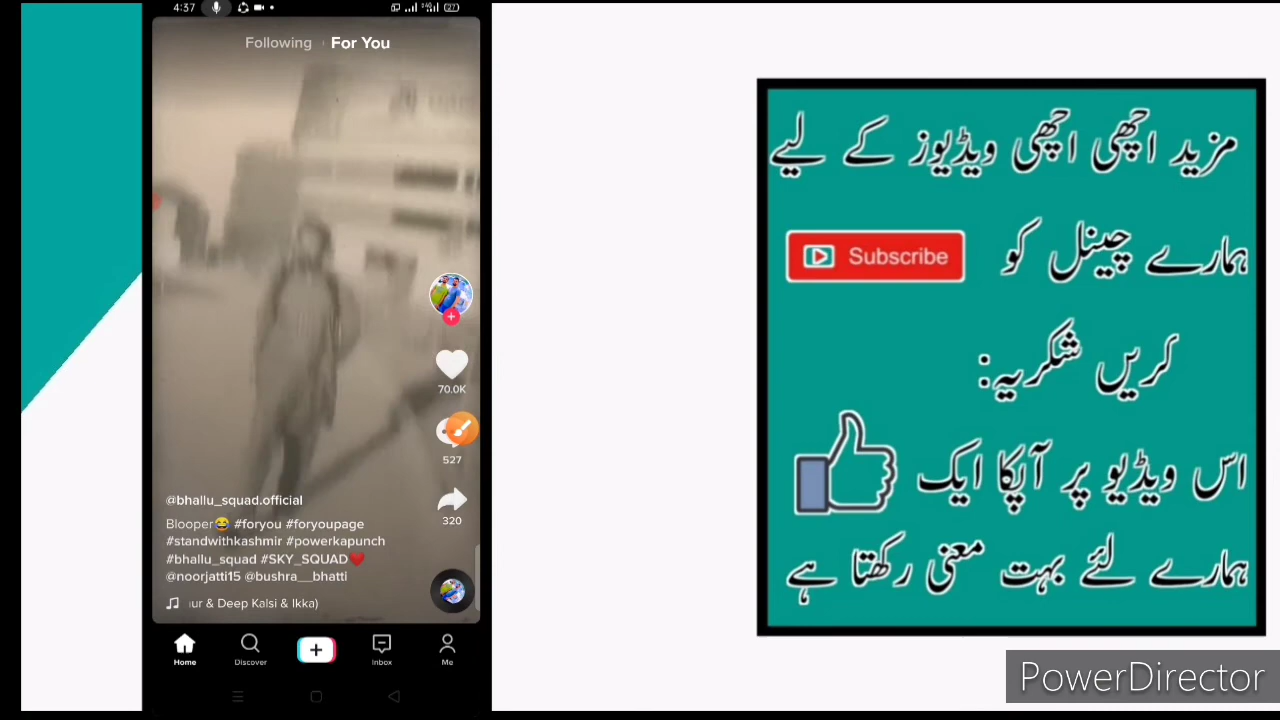 4:37
27
Following
For You
70.0K
527
320
@bhallu_squad.official
Blooper😂 #foryou #foryoupage
#standwithkashmir #powerkapunch
#bhallu_squad #SKY_SQUAD❤️
@noorjatti15 @bushra__bhatti
ur & Deep Kalsi & Ikka)
Home
Discover
Inbox
Me
مزید اچھی اچھی ویڈیوز کے لیے
ہمارے چینل کو Subscribe
کریں شکریہ:
اس ویڈیو پر آپکا ایک
ہمارے لئے بہت معنی رکھتا ہے
PowerDirector